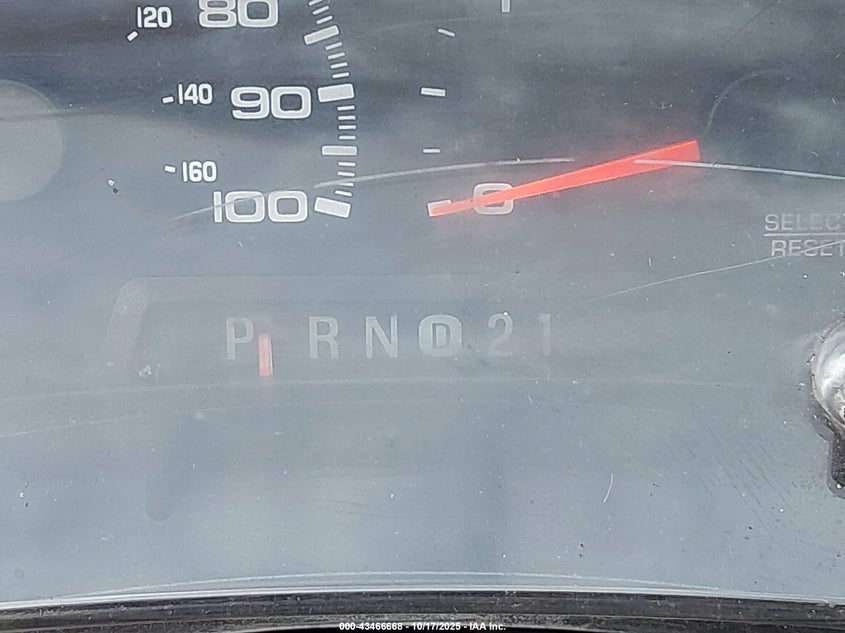 120 80
140 90
160
100 0
SELECT
RESET
P R N D 2 1
000-43466668 - 10/17/2025 - IAA Inc.